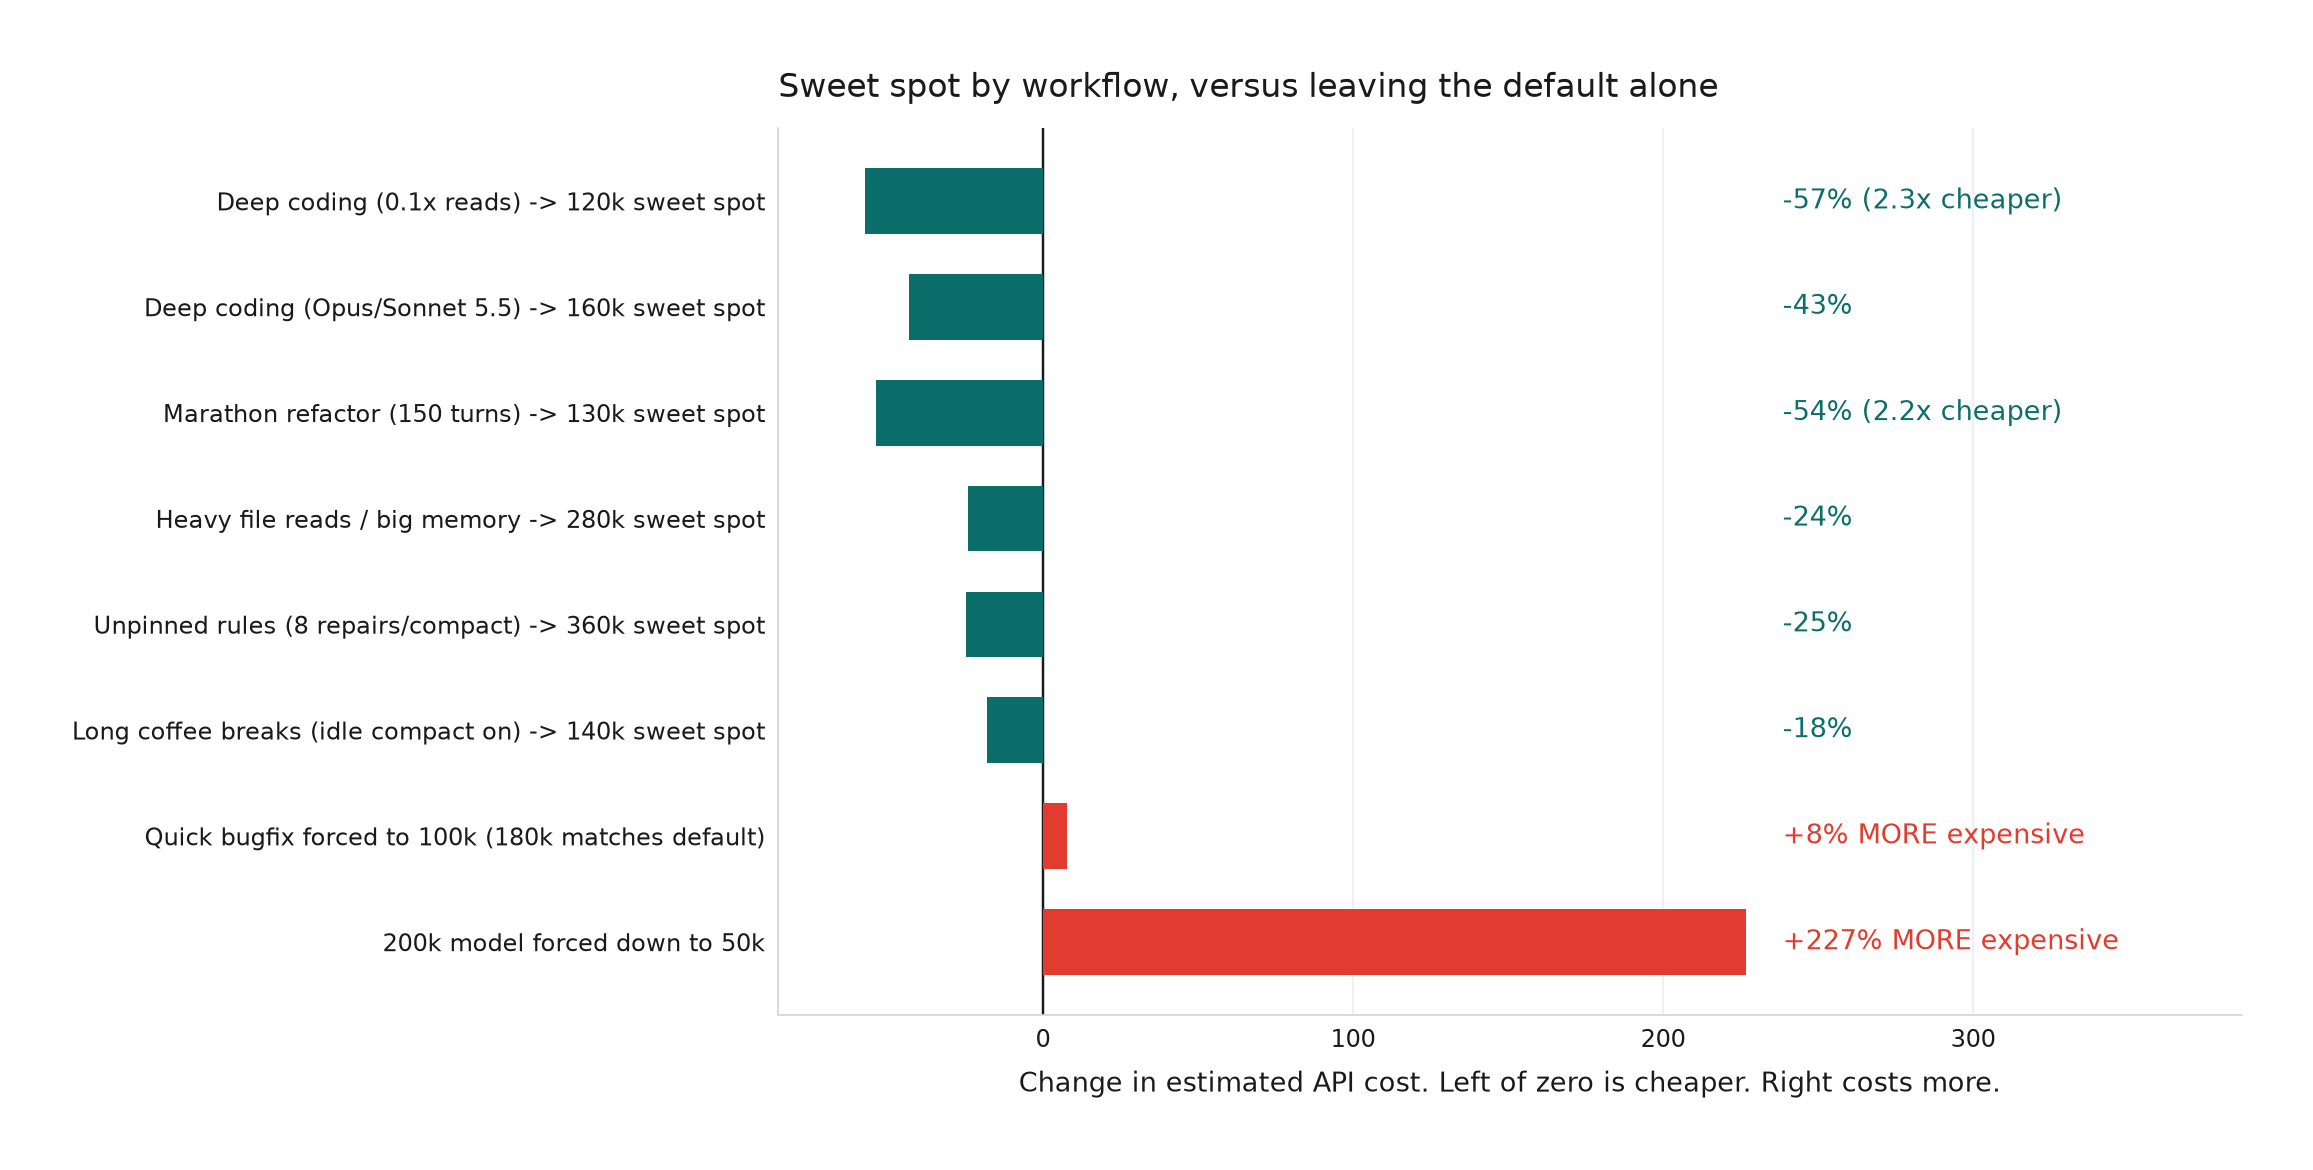 Sweet spot by workflow, versus leaving the default alone
Deep coding (0.1x reads) -> 120k sweet spot
-57% (2.3x cheaper)
Deep coding (Opus/Sonnet 5.5) -> 160k sweet spot
-43%
Marathon refactor (150 turns) -> 130k sweet spot
-54% (2.2x cheaper)
Heavy file reads / big memory -> 280k sweet spot
-24%
Unpinned rules (8 repairs/compact) -> 360k sweet spot
-25%
Long coffee breaks (idle compact on) -> 140k sweet spot
-18%
Quick bugfix forced to 100k (180k matches default)
+8% MORE expensive
200k model forced down to 50k
+227% MORE expensive
0 100 200 300
Change in estimated API cost. Left of zero is cheaper. Right costs more.